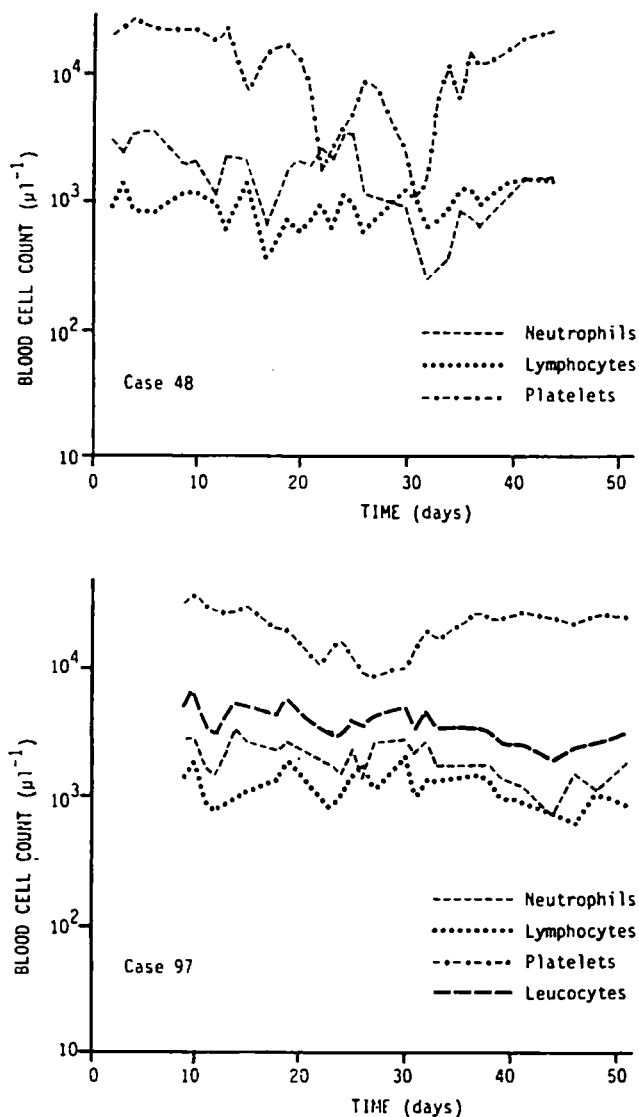 BLOOD CELL COUNT (μl⁻¹)
10⁴
10³
10²
10
Case 48
Neutrophils
Lymphocytes
Platelets
0 10 20 30 40 50
TIME (days)
BLOOD CELL COUNT (μl⁻¹)
10⁴
10³
10²
10
Case 97
Neutrophils
Lymphocytes
Platelets
Leucocytes
0 10 20 30 40 50
TIME (days)